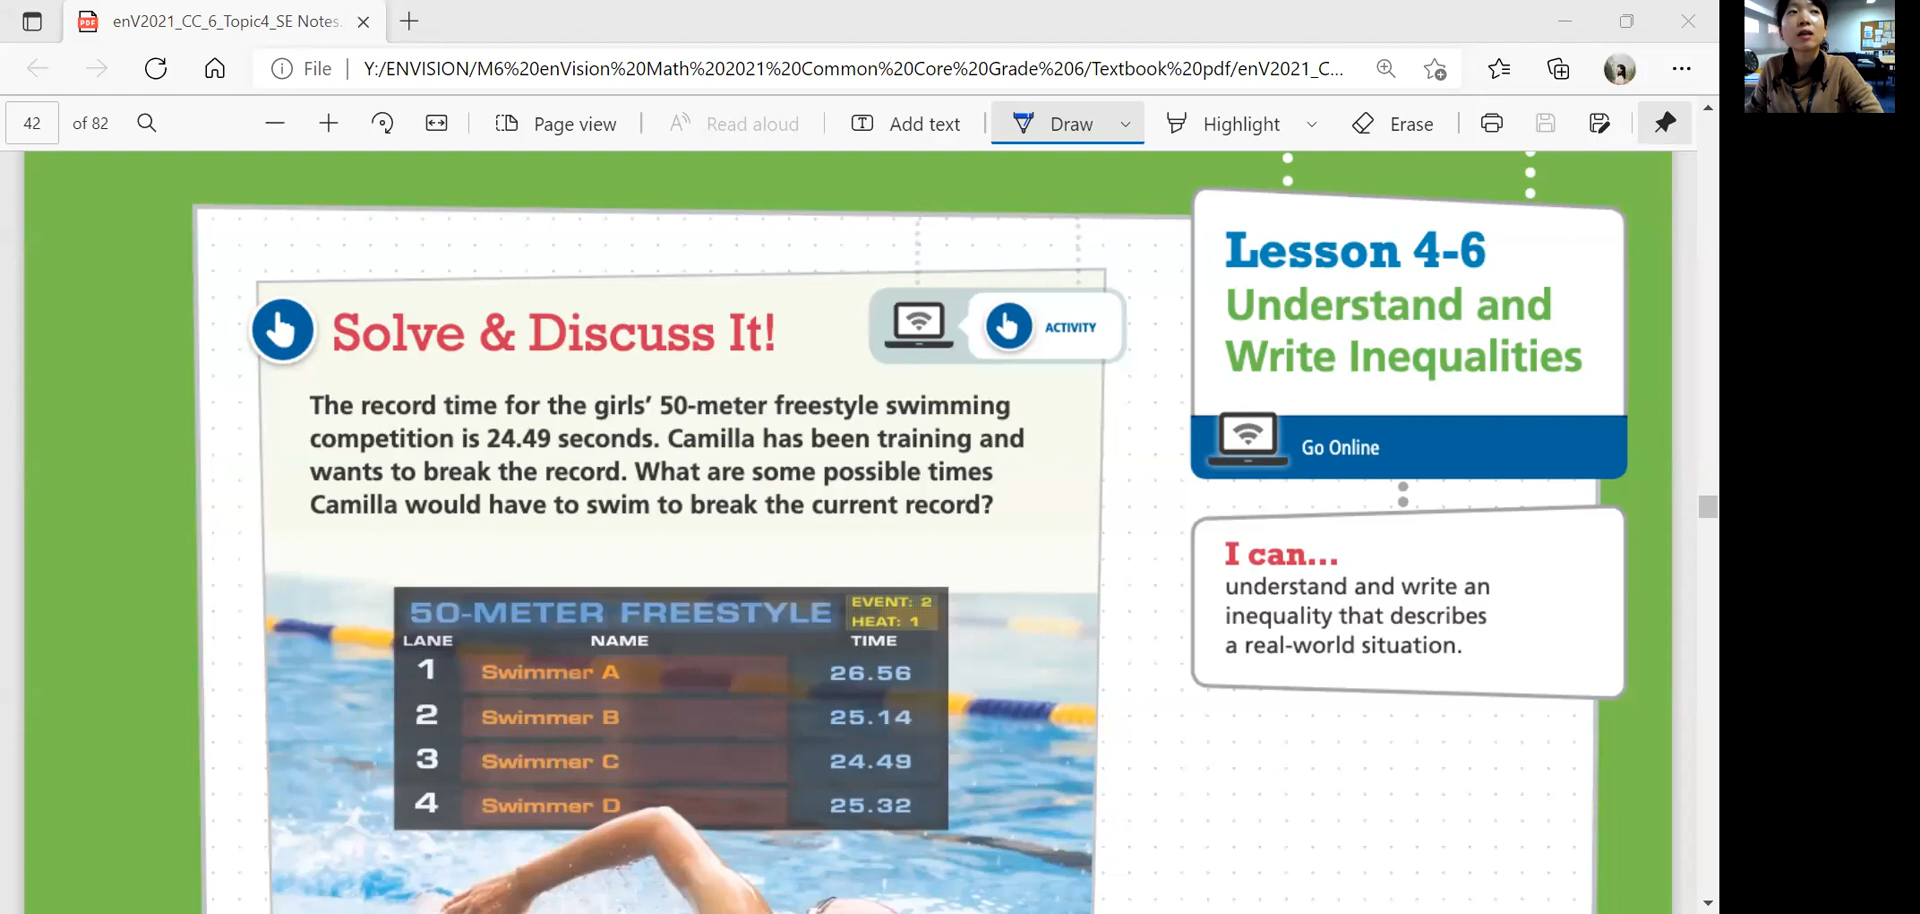 enV2021_CC_6_Topic4_SE Notes.
File
Y:/ENVISION/M6%20enVision%20Math%202021%20Common%20Core%20Grade%206/Textbook%20pdf/enV2021_C...
42 of 82
Page view
Read aloud
Add text
Draw
Highlight
Erase
Lesson 4-6
Understand and
Write Inequalities
Go Online
I can...
understand and write an
inequality that describes
a real-world situation.
Solve & Discuss It!
ACTIVITY
The record time for the girls' 50-meter freestyle swimming
competition is 24.49 seconds. Camilla has been training and
wants to break the record. What are some possible times
Camilla would have to swim to break the current record?
50-METER FREESTYLE
EVENT: 2
HEAT: 1
LANE NAME TIME
1 Swimmer A 26.56
2 Swimmer B 25.14
3 Swimmer C 24.49
4 Swimmer D 25.32